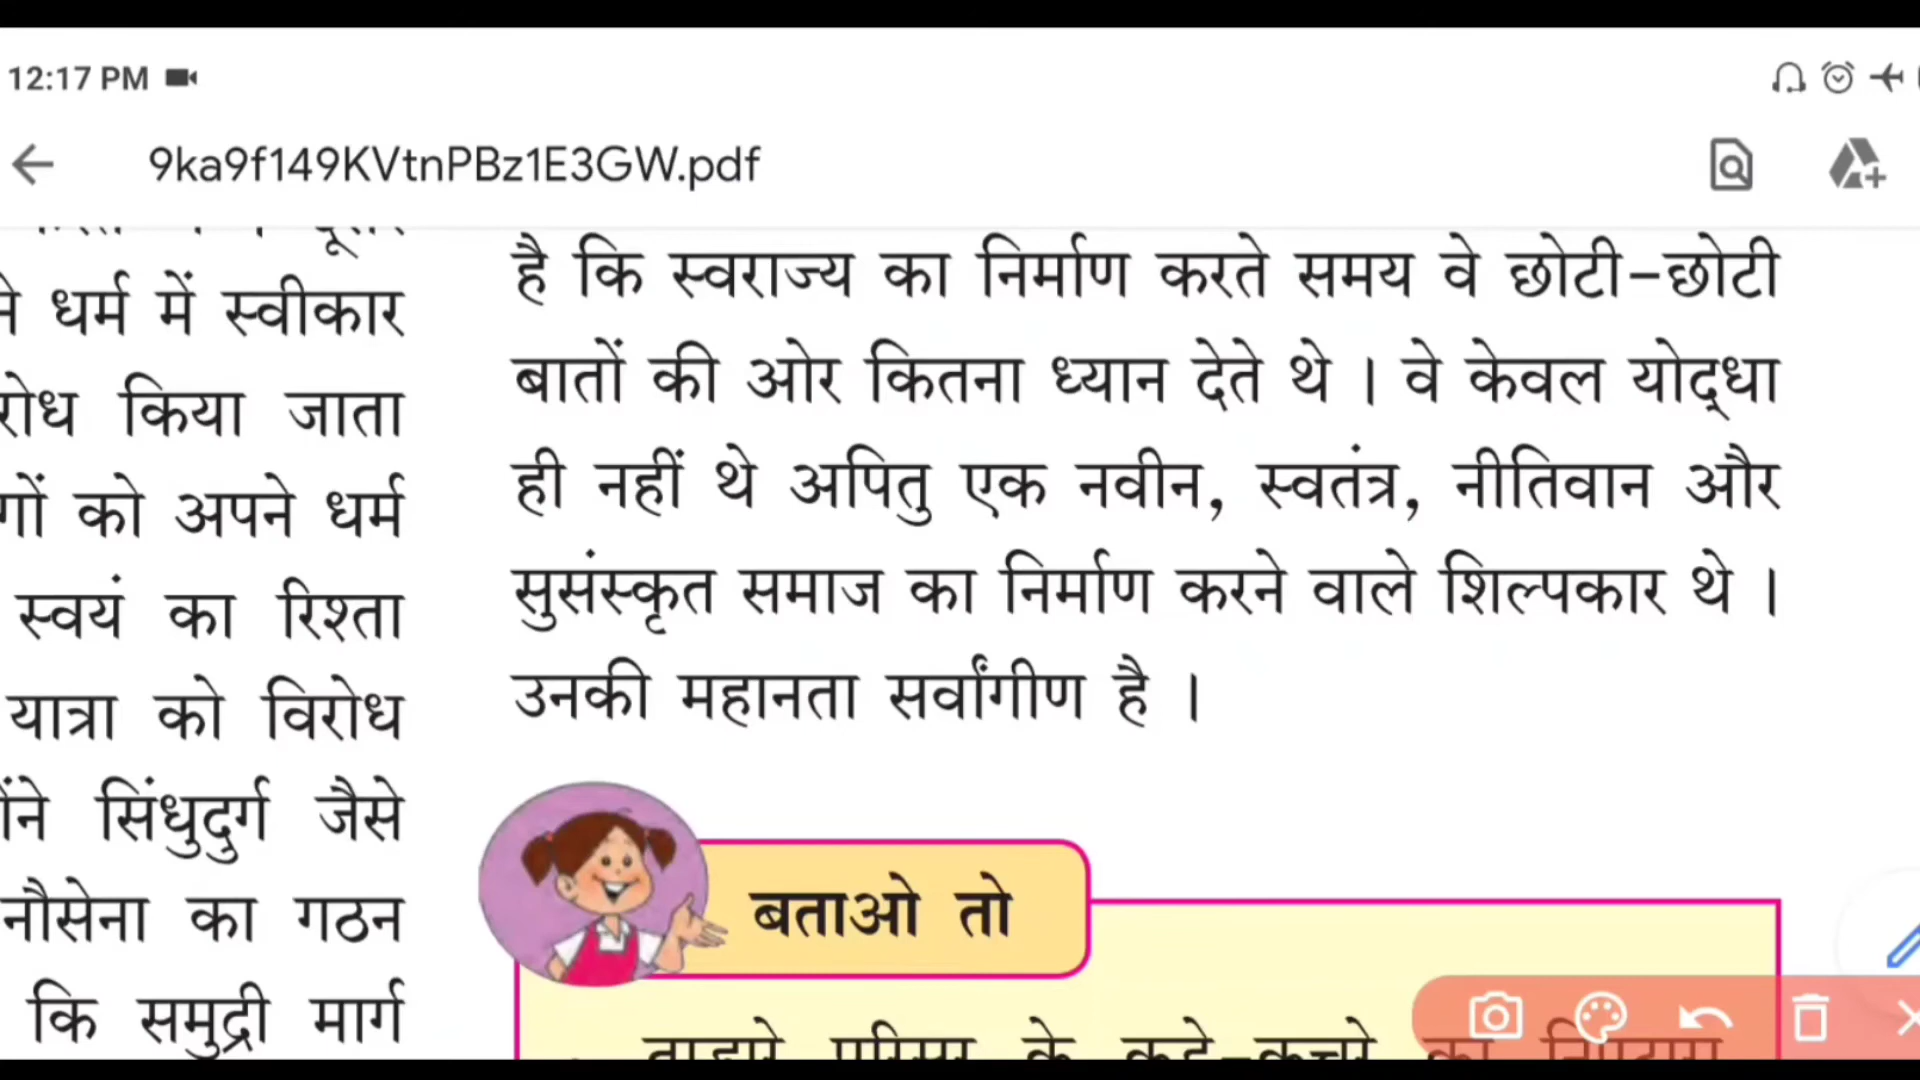 12:17 PM
9ka9f149KVtnPBz1E3GW.pdf
धर्म में स्वीकार
किया जाता
को अपने धर्म
स्वयं का रिश्ता
यात्रा को विरोध
सिंधुदुर्ग जैसे
नौसेना का गठन
कि समुद्री मार्ग
है कि स्वराज्य का निर्माण करते समय वे छोटी-छोटी
बातों की ओर कितना ध्यान देते थे । वे केवल योद्‌धा
ही नहीं थे अपितु एक नवीन, स्वतंत्र, नीतिवान और
सुसंस्कृत समाज का निर्माण करने वाले शिल्पकार थे ।
उनकी महानता सर्वांगीण है ।
बताओ तो